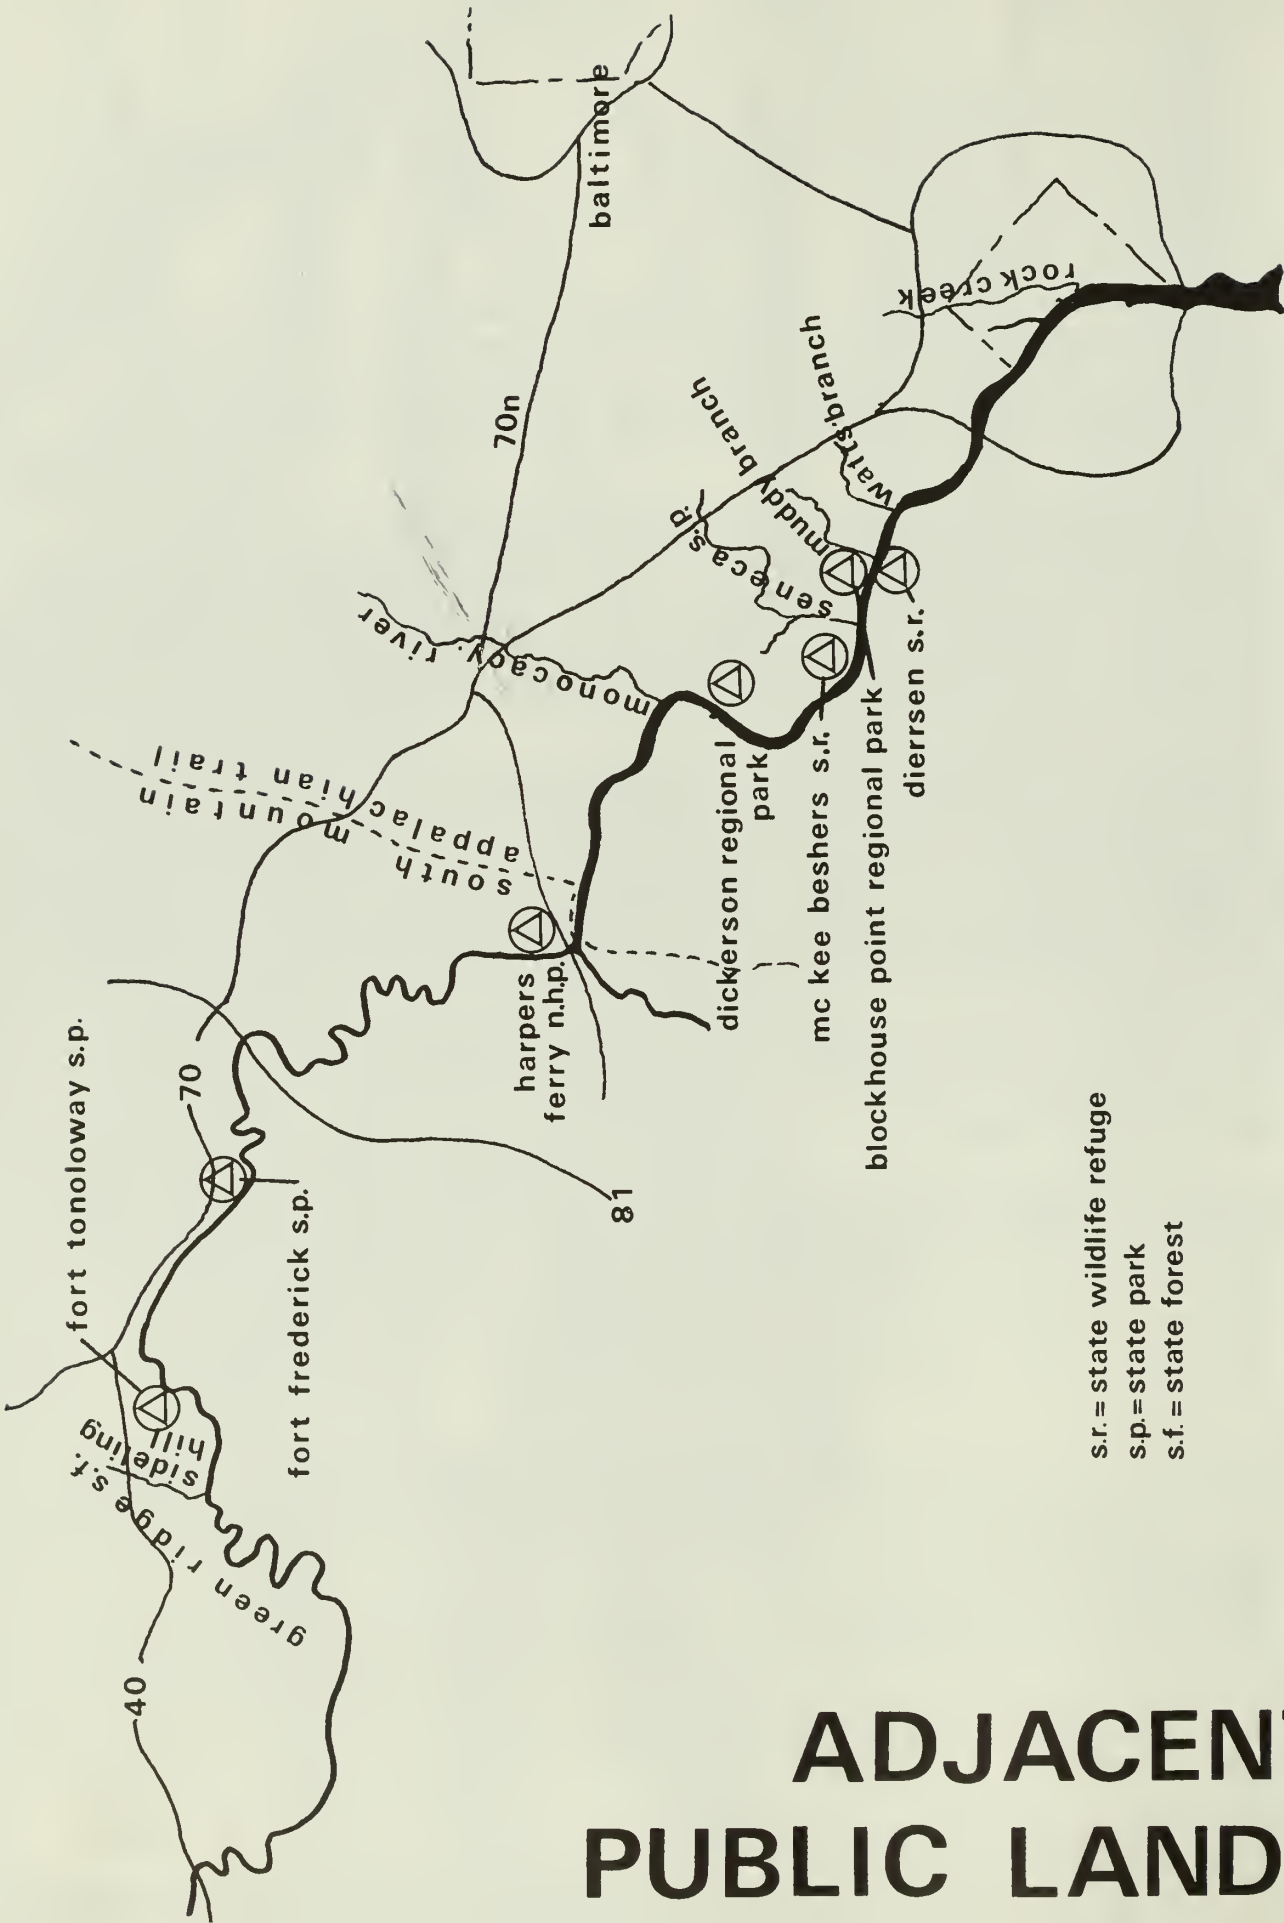 fort tonoloway s.p.
70
40
green ridge s.f.
sideling
hill
fort frederick s.p.
81
south mountain
appalachian trail
harpers
ferry n.h.p.
monocacy river
70n
baltimore
dickerson regional
park
mc kee beshers s.r.
blockhouse point regional park
dierrsen s.r.
seneca s.p.
muddy branch
watts branch
rock creek
s.r. = state wildlife refuge
s.p. = state park
s.f. = state forest
ADJACENT
PUBLIC LAND